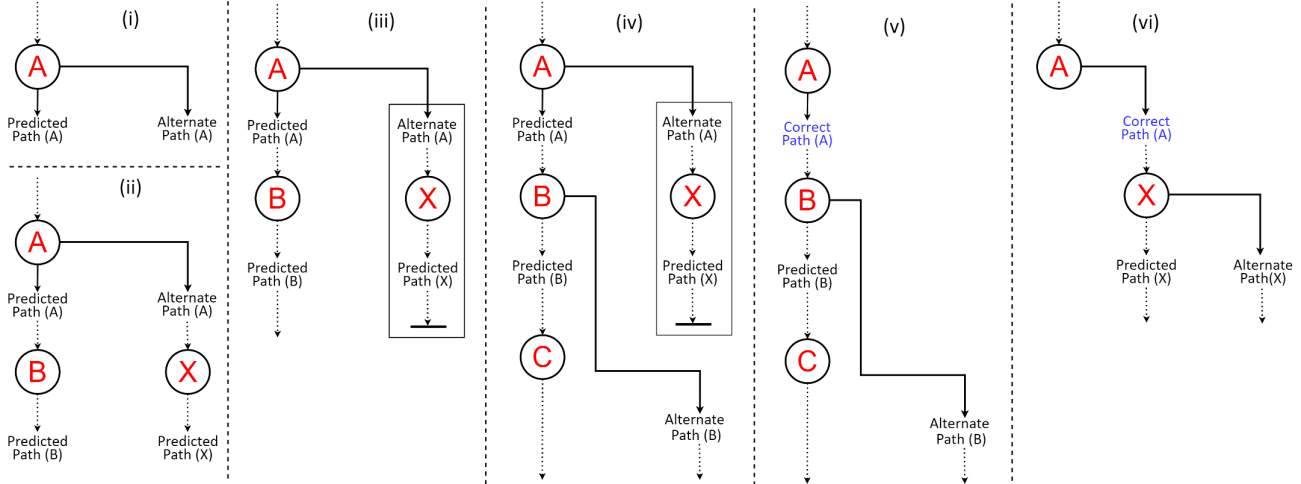 (i)
A
Predicted
Path (A)
Alternate
Path (A)
(ii)
A
Predicted
Path (A)
Alternate
Path (A)
B
X
Predicted
Path (B)
Predicted
Path (X)
(iii)
A
Predicted
Path (A)
Alternate
Path (A)
B
X
Predicted
Path (B)
Predicted
Path (X)
(iv)
A
Predicted
Path (A)
Alternate
Path (A)
B
X
Predicted
Path (B)
Predicted
Path (X)
C
Alternate
Path (B)
(v)
A
Correct
Path (A)
B
Predicted
Path (B)
C
Alternate
Path (B)
(vi)
A
Correct
Path (A)
X
Predicted
Path (X)
Alternate
Path(X)